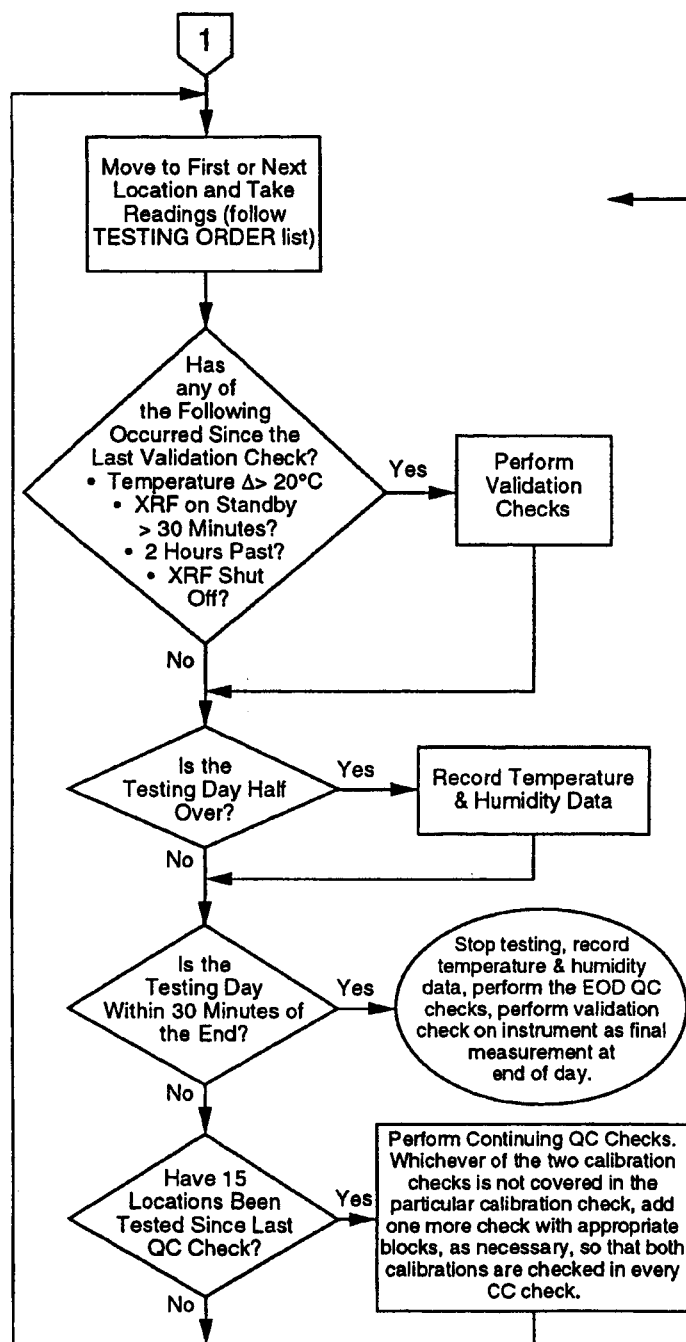 1
Move to First or Next
Location and Take
Readings (follow
TESTING ORDER list)
Has
any of
the Following
Occurred Since the
Last Validation Check?
• Temperature Δ> 20°C
• XRF on Standby
> 30 Minutes?
• 2 Hours Past?
• XRF Shut
Off?
Yes
Perform
Validation
Checks
No
Is the
Testing Day Half
Over?
Yes
Record Temperature
& Humidity Data
No
Is the
Testing Day
Within 30 Minutes of
the End?
Yes
Stop testing, record
temperature & humidity
data, perform the EOD QC
checks, perform validation
check on instrument as final
measurement at
end of day.
No
Have 15
Locations Been
Tested Since Last
QC Check?
Yes
Perform Continuing QC Checks.
Whichever of the two calibration
checks is not covered in the
particular calibration check, add
one more check with appropriate
blocks, as necessary, so that both
calibrations are checked in every
CC check.
No